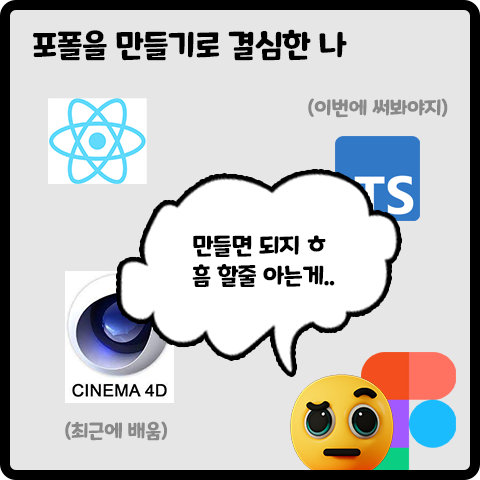 포폴을 만들기로 결심한 나
(이번에 써봐야지)
TS
만들면 되지 ㅎ
흠 할줄 아는게..
CINEMA 4D
(최근에 배움)